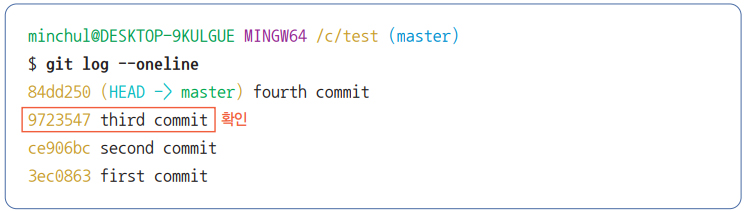 minchul@DESKTOP-9KULGUE MINGW64 /c/test (master)
$ git log --oneline
84dd250 (HEAD -> master) fourth commit
9723547 third commit 확인
ce906bc second commit
3ec0863 first commit